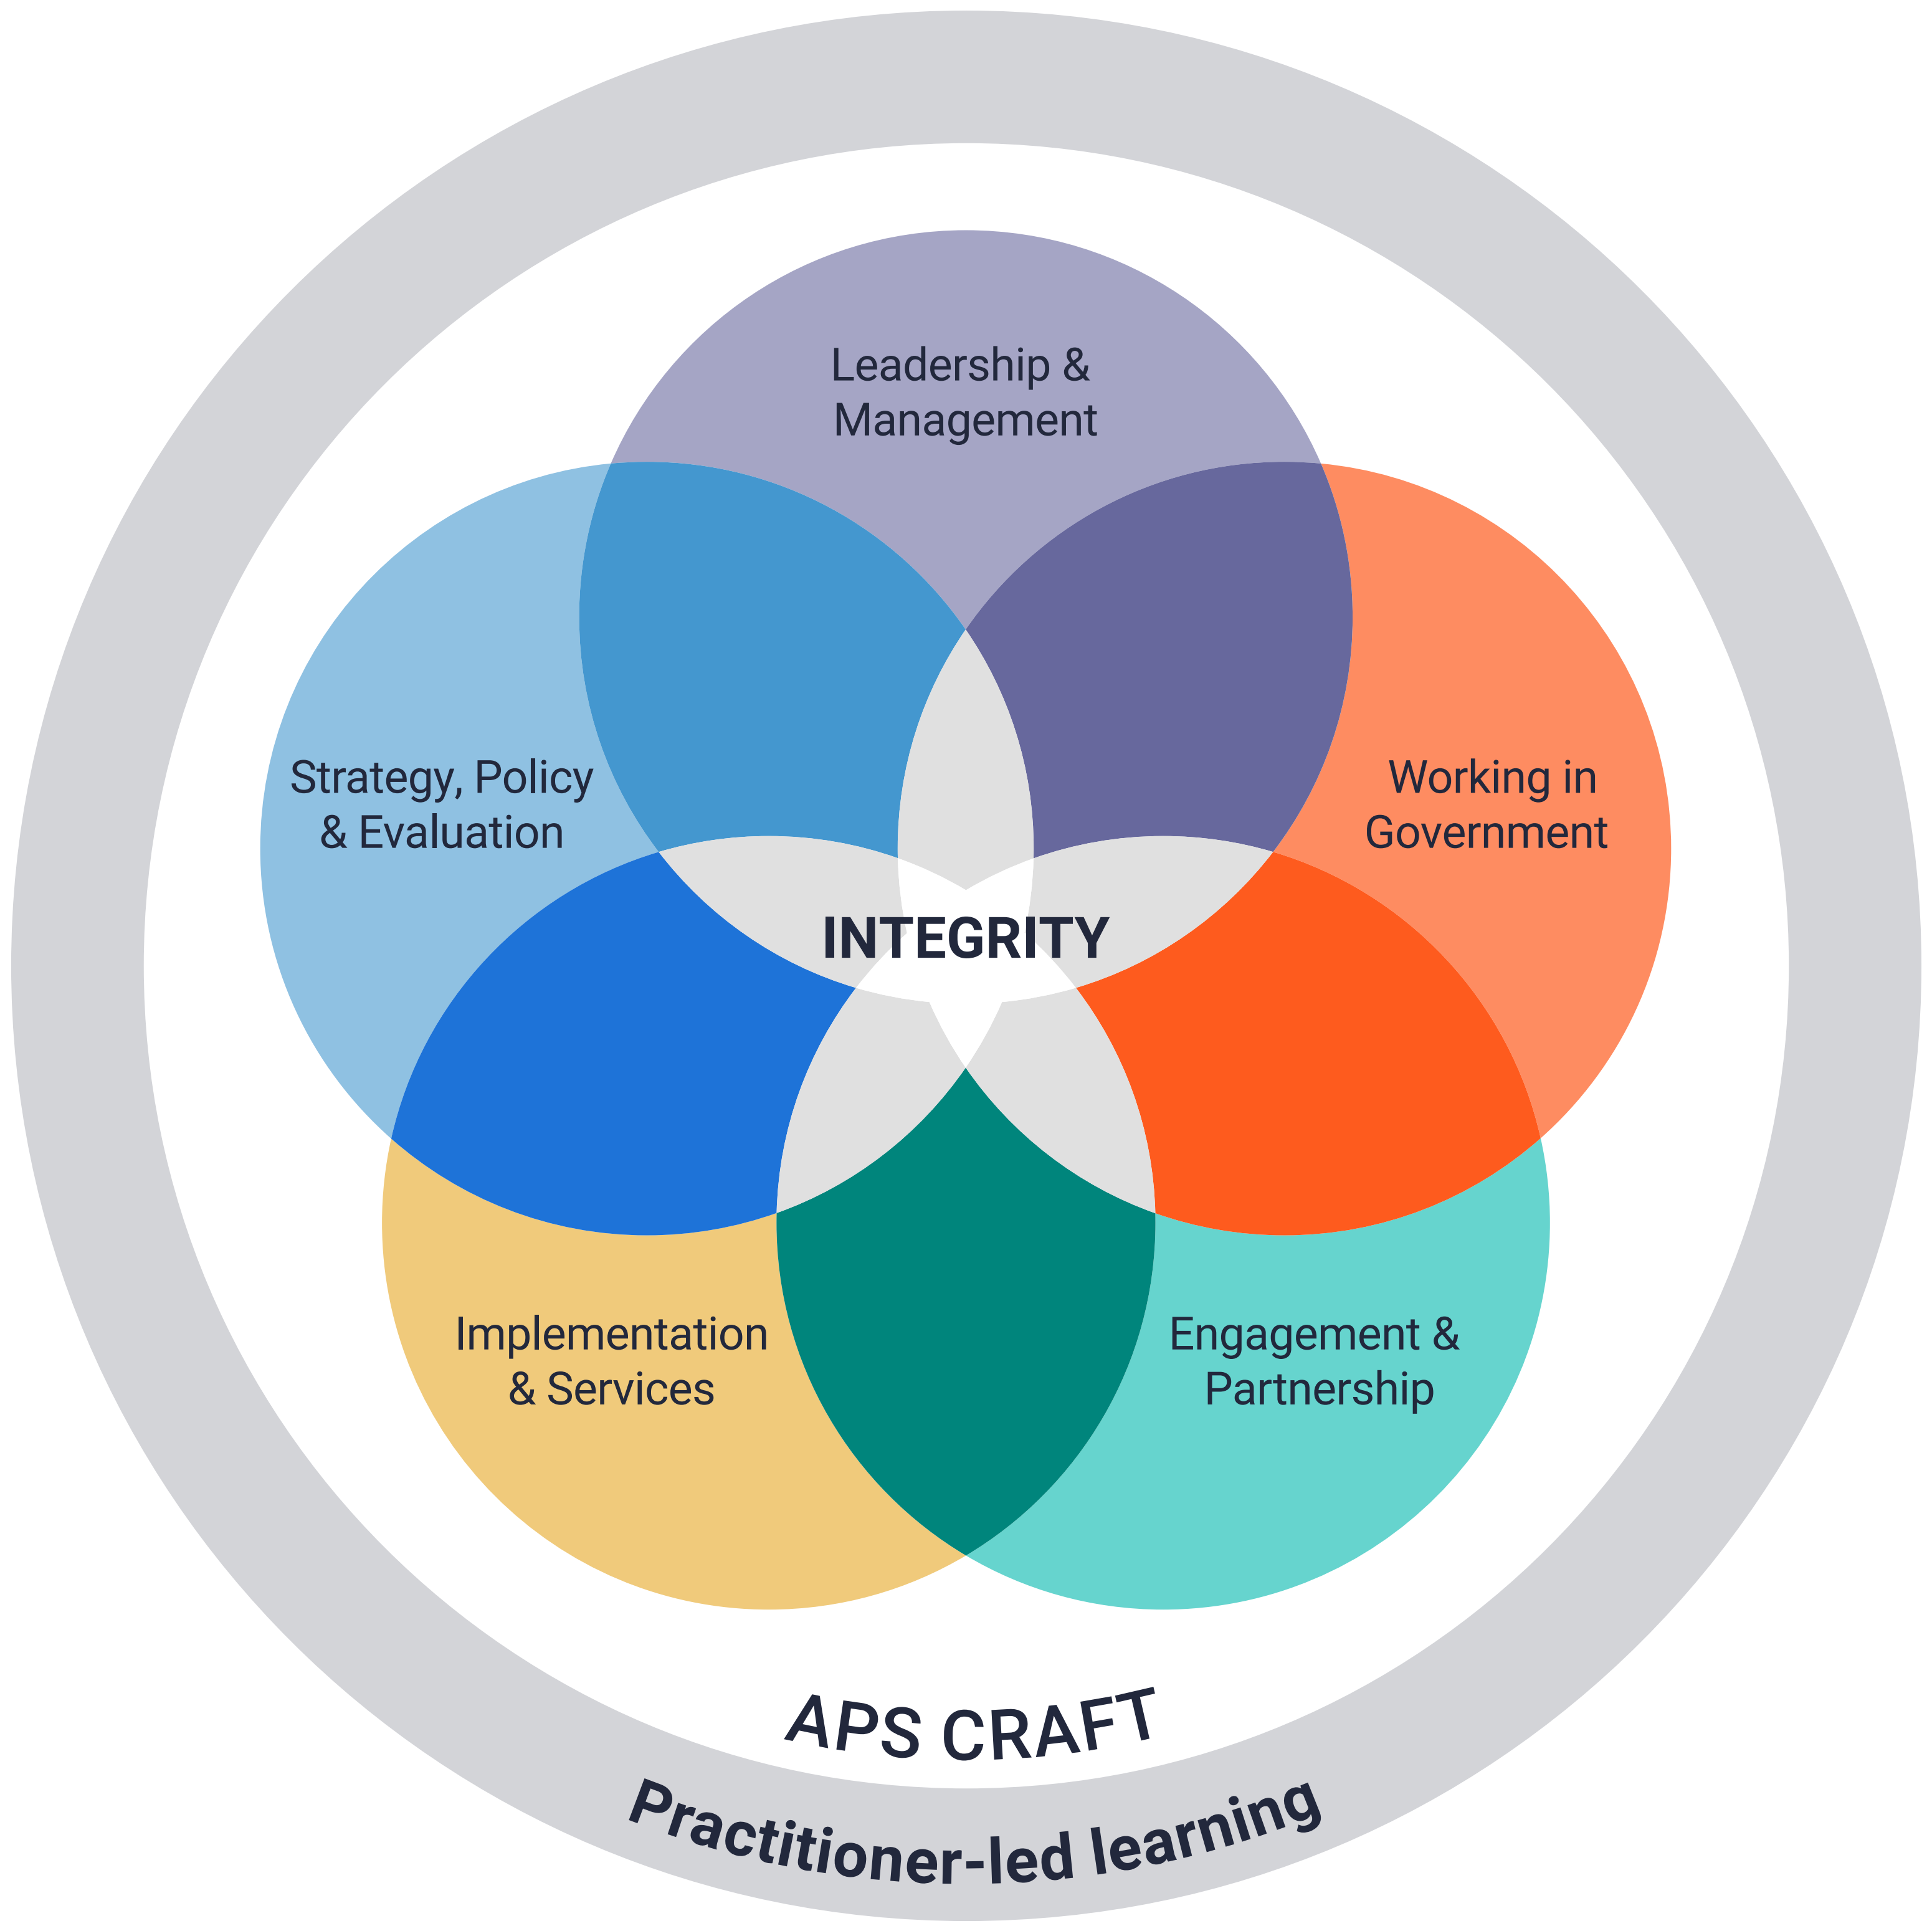 Leadership &
Management
Strategy, Policy
& Evaluation
Working in
Government
INTEGRITY
Implementation
& Services
Engagement &
Partnership
APS CRAFT
Practitioner-led learning